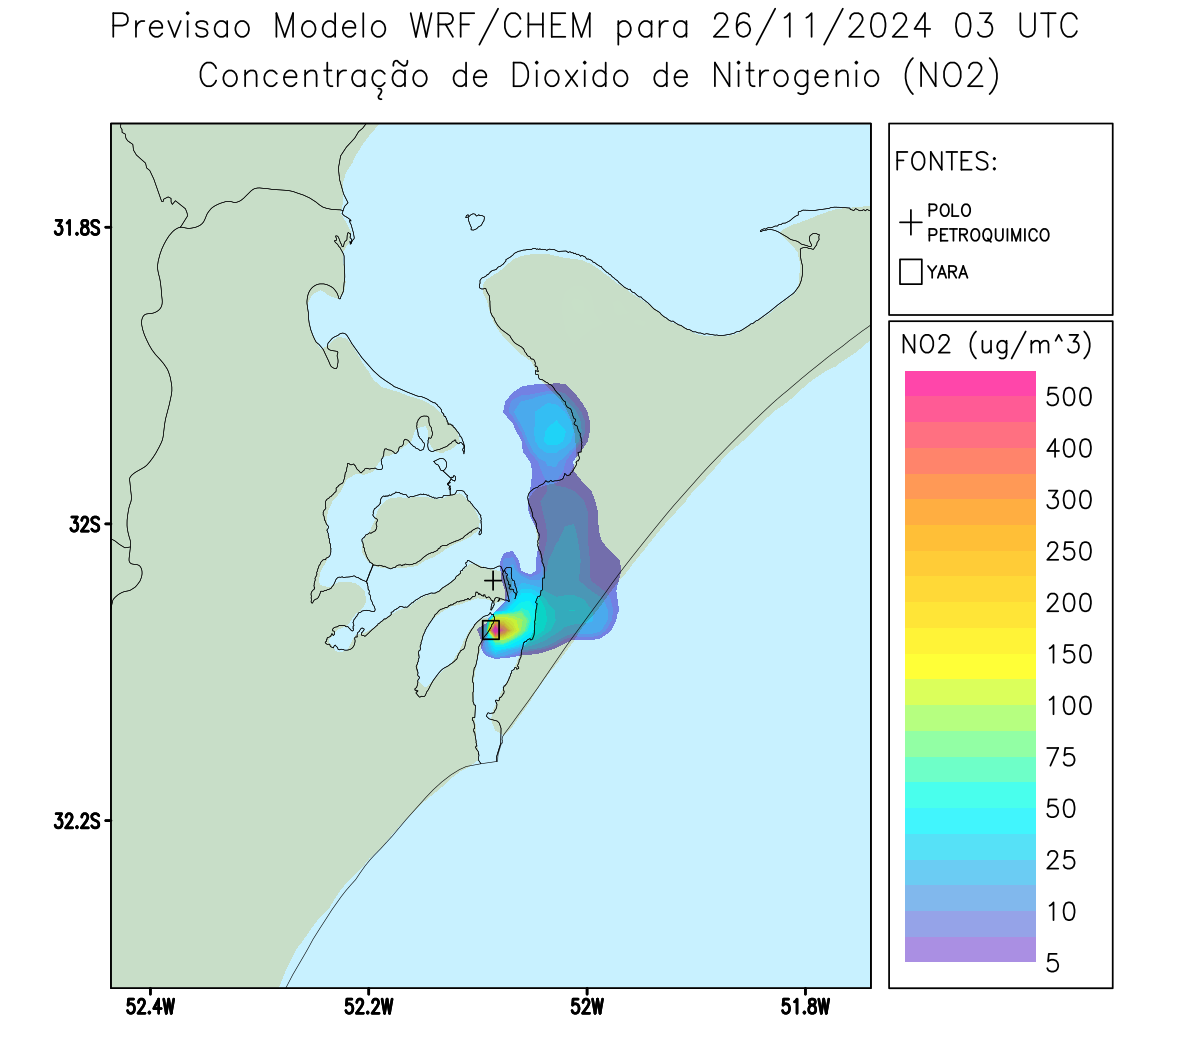 Previsao Modelo WRF/CHEM para 26/11/2024 03 UTC
Concentração de Dioxido de Nitrogenio (NO2)
FONTES:
POLO
PETROQUIMICO
YARA
NO2 (ug/m^3)
500
400
300
250
200
150
100
75
50
25
10
5
31.8S
32S
32.2S
52.4W
52.2W
52W
51.8W